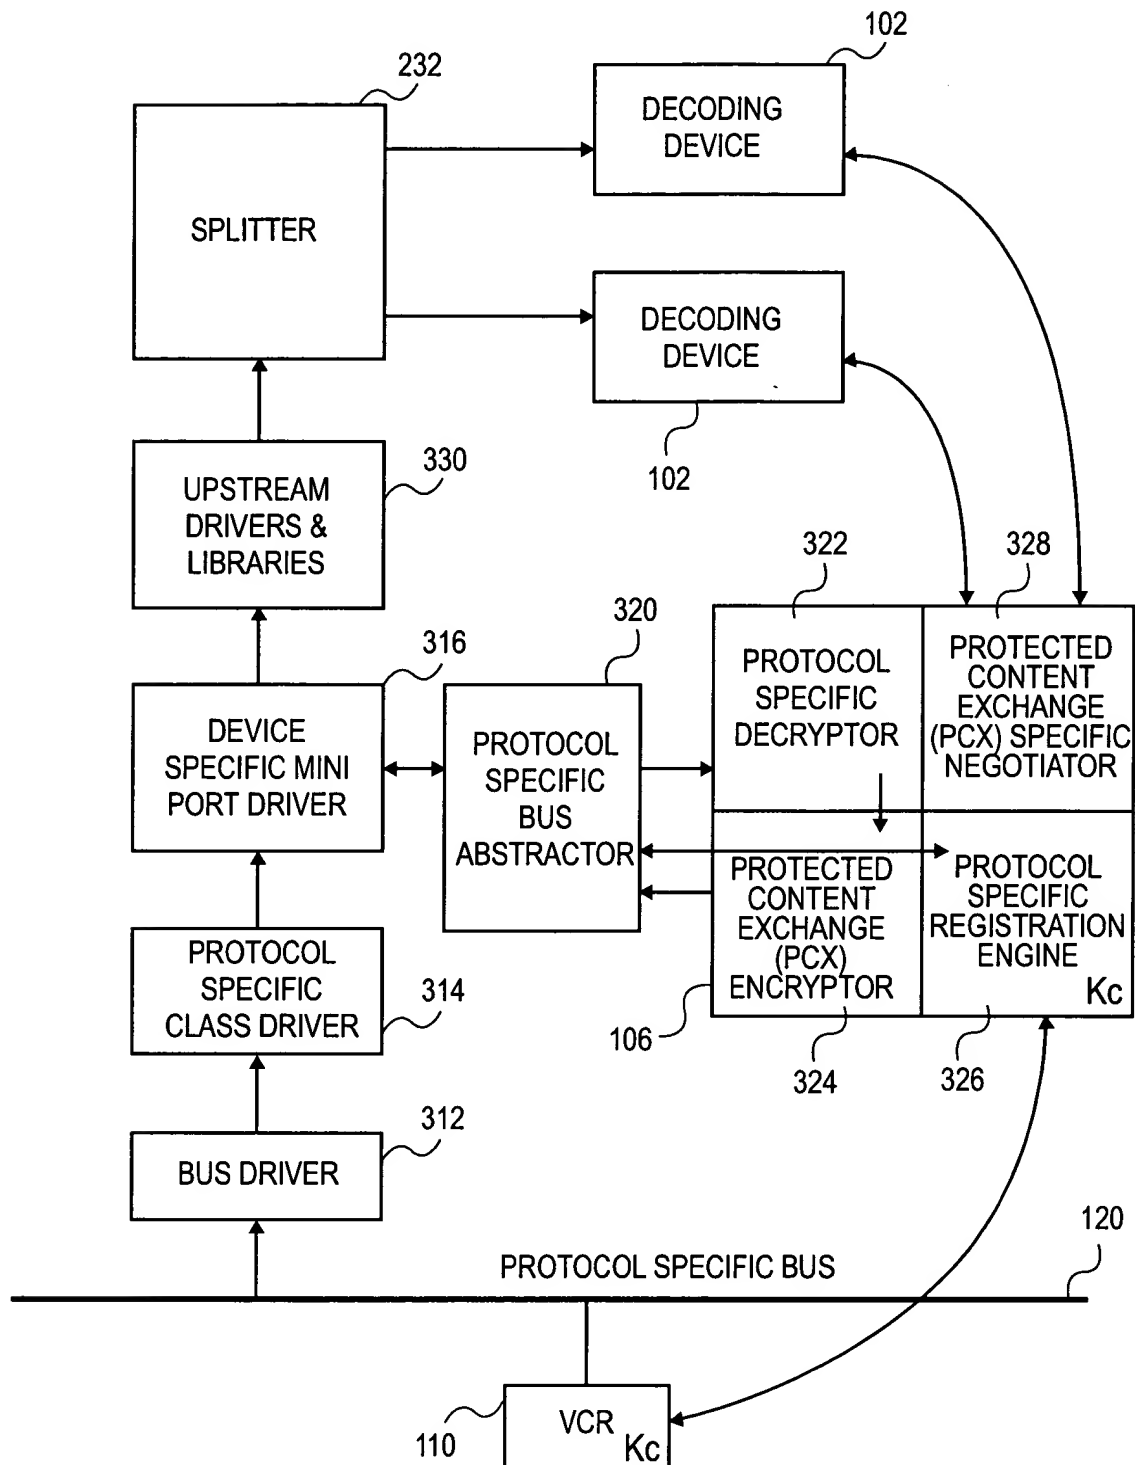 102
232
DECODING
DEVICE
SPLITTER
DECODING
DEVICE
102
330
UPSTREAM
DRIVERS &
LIBRARIES
322
328
320
316
PROTOCOL
SPECIFIC
DECRYPTOR
PROTECTED
CONTENT
EXCHANGE
(PCX) SPECIFIC
NEGOTIATOR
DEVICE
SPECIFIC MINI
PORT DRIVER
PROTOCOL
SPECIFIC
BUS
ABSTRACTOR
PROTECTED
CONTENT
EXCHANGE
(PCX)
ENCRYPTOR
PROTOCOL
SPECIFIC
REGISTRATION
ENGINE
Kc
PROTOCOL
SPECIFIC
CLASS DRIVER
314
106
324
326
312
BUS DRIVER
120
PROTOCOL SPECIFIC BUS
110
VCR
Kc